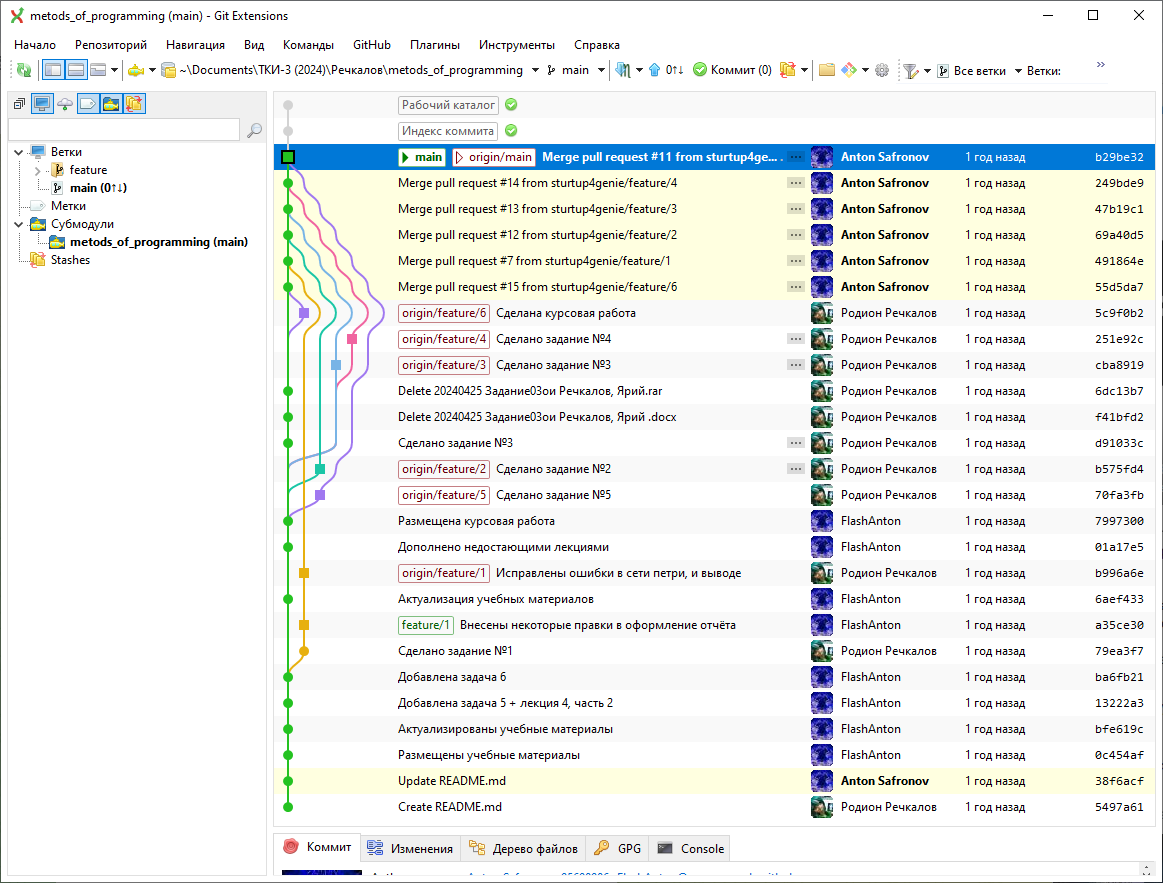 metods_of_programming (main) - Git Extensions
Начало Репозиторий Навигация Вид Команды GitHub Плагины Инструменты Справка
~\Documents\ТКИ-3 (2024)\Речкалов\metods_of_programming main 0↑↓ Коммит (0) Все ветки Ветки: »
Ветки
feature
main (0↑↓)
Метки
Субмодули
metods_of_programming (main)
Stashes
Рабочий каталог
Индекс коммита
main origin/main Merge pull request #11 from sturtup4ge... Anton Safronov 1 год назад b29be32
Merge pull request #14 from sturtup4genie/feature/4 Anton Safronov 1 год назад 249bde9
Merge pull request #13 from sturtup4genie/feature/3 Anton Safronov 1 год назад 47b19c1
Merge pull request #12 from sturtup4genie/feature/2 Anton Safronov 1 год назад 69a40d5
Merge pull request #7 from sturtup4genie/feature/1 Anton Safronov 1 год назад 491864e
Merge pull request #15 from sturtup4genie/feature/6 Anton Safronov 1 год назад 55d5da7
origin/feature/6 Сделана курсовая работа Родион Речкалов 1 год назад 5c9f0b2
origin/feature/4 Сделано задание №4 Родион Речкалов 1 год назад 251e92c
origin/feature/3 Сделано задание №3 Родион Речкалов 1 год назад cba8919
Delete 20240425 Задание03ои Речкалов, Ярий.rar Родион Речкалов 1 год назад 6dc13b7
Delete 20240425 Задание03ои Речкалов, Ярий .docx Родион Речкалов 1 год назад f41bfd2
Сделано задание №3 Родион Речкалов 1 год назад d91033c
origin/feature/2 Сделано задание №2 Родион Речкалов 1 год назад b575fd4
origin/feature/5 Сделано задание №5 Родион Речкалов 1 год назад 70fa3fb
Размещена курсовая работа FlashAnton 1 год назад 7997300
Дополнено недостающими лекциями FlashAnton 1 год назад 01a17e5
origin/feature/1 Исправлены ошибки в сети петри, и выводе Родион Речкалов 1 год назад b996a6e
Актуализация учебных материалов FlashAnton 1 год назад 6aef433
feature/1 Внесены некоторые правки в оформление отчёта FlashAnton 1 год назад a35ce30
Сделано задание №1 Родион Речкалов 1 год назад 79ea3f7
Добавлена задача 6 FlashAnton 1 год назад ba6fb21
Добавлена задача 5 + лекция 4, часть 2 FlashAnton 1 год назад 13222a3
Актуализированы учебные материалы FlashAnton 1 год назад bfe619c
Размещены учебные материалы FlashAnton 1 год назад 0c454af
Update README.md Anton Safronov 1 год назад 38f6acf
Create README.md Родион Речкалов 1 год назад 5497a61
Коммит Изменения Дерево файлов GPG Console